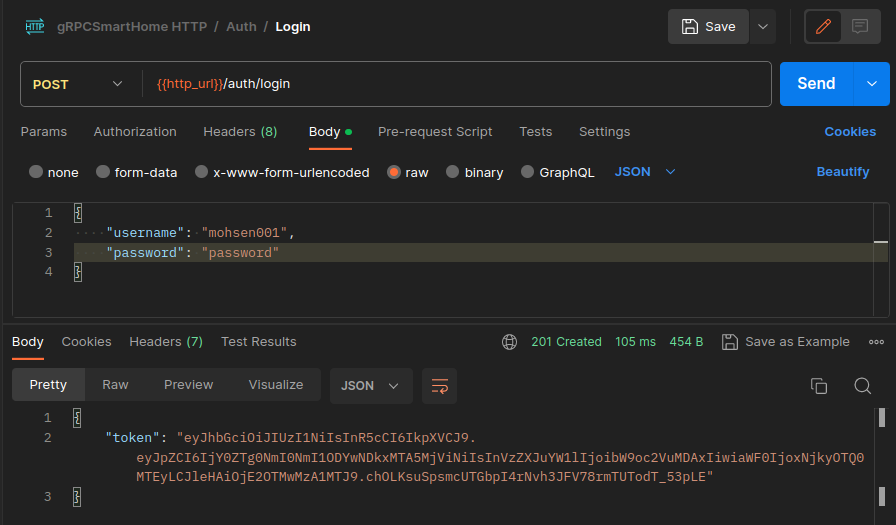 HTTP gRPCSmartHome HTTP / Auth / Login Save
POST {{http_url}}/auth/login Send
Params Authorization Headers (8) Body Pre-request Script Tests Settings Cookies
none form-data x-www-form-urlencoded raw binary GraphQL JSON Beautify
1 {
2 "username": "mohsen001",
3 "password": "password"
4 }
Body Cookies Headers (7) Test Results 201 Created 105 ms 454 B Save as Example
Pretty Raw Preview Visualize JSON
1 {
2 "token": "eyJhbGciOiJIUzI1NiIsInR5cCI6IkpXVCJ9.
eyJpZCI6IjY0ZTg0NmI0NmI1ODYwNDkxMTA5MjViNiIsInVzZXJuYW1lIjoibW9oc2VuMDAxIiwiaWF0IjoxNjkyOTQ0
MTEyLCJleHAiOjE2OTMwMzA1MTJ9.chOLKsuSpsmcUTGbpI4rNvh3JFV78rmTUTodT_53pLE"
3 }